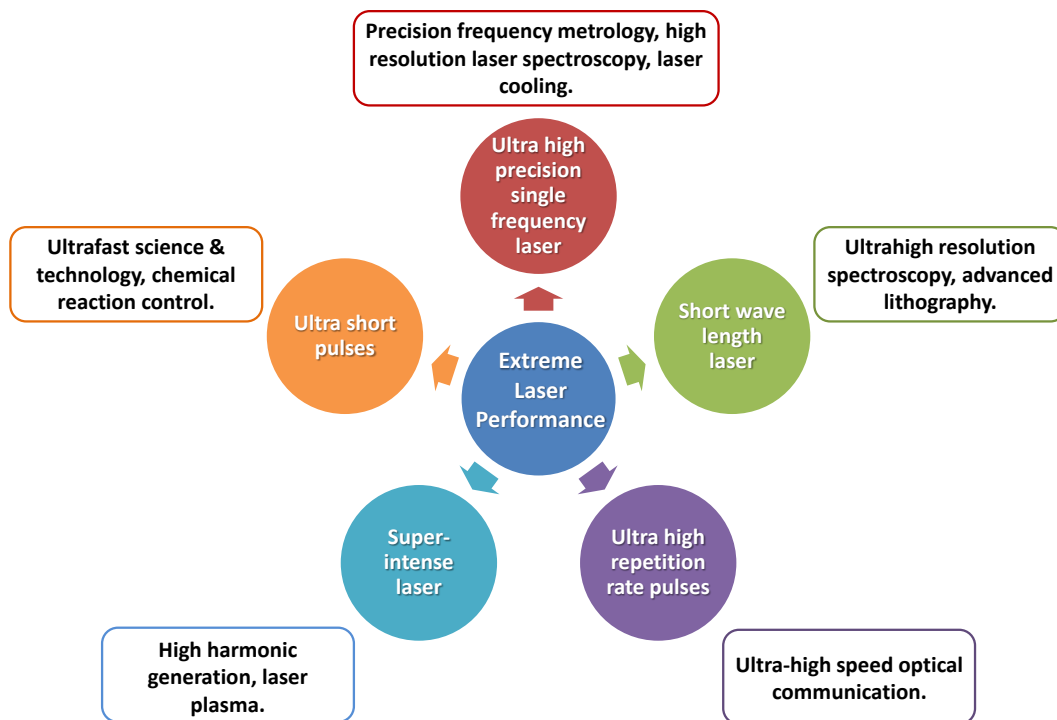 Precision frequency metrology, high
resolution laser spectroscopy, laser
cooling.
Ultra high
precision
single
frequency
laser
Ultrafast science &
technology, chemical
reaction control.
Ultrahigh resolution
spectroscopy, advanced
lithography.
Ultra short
pulses
Short wave
length
laser
Extreme
Laser
Performance
Super-
intense
laser
Ultra high
repetition
rate pulses
High harmonic
generation, laser
plasma.
Ultra-high speed optical
communication.